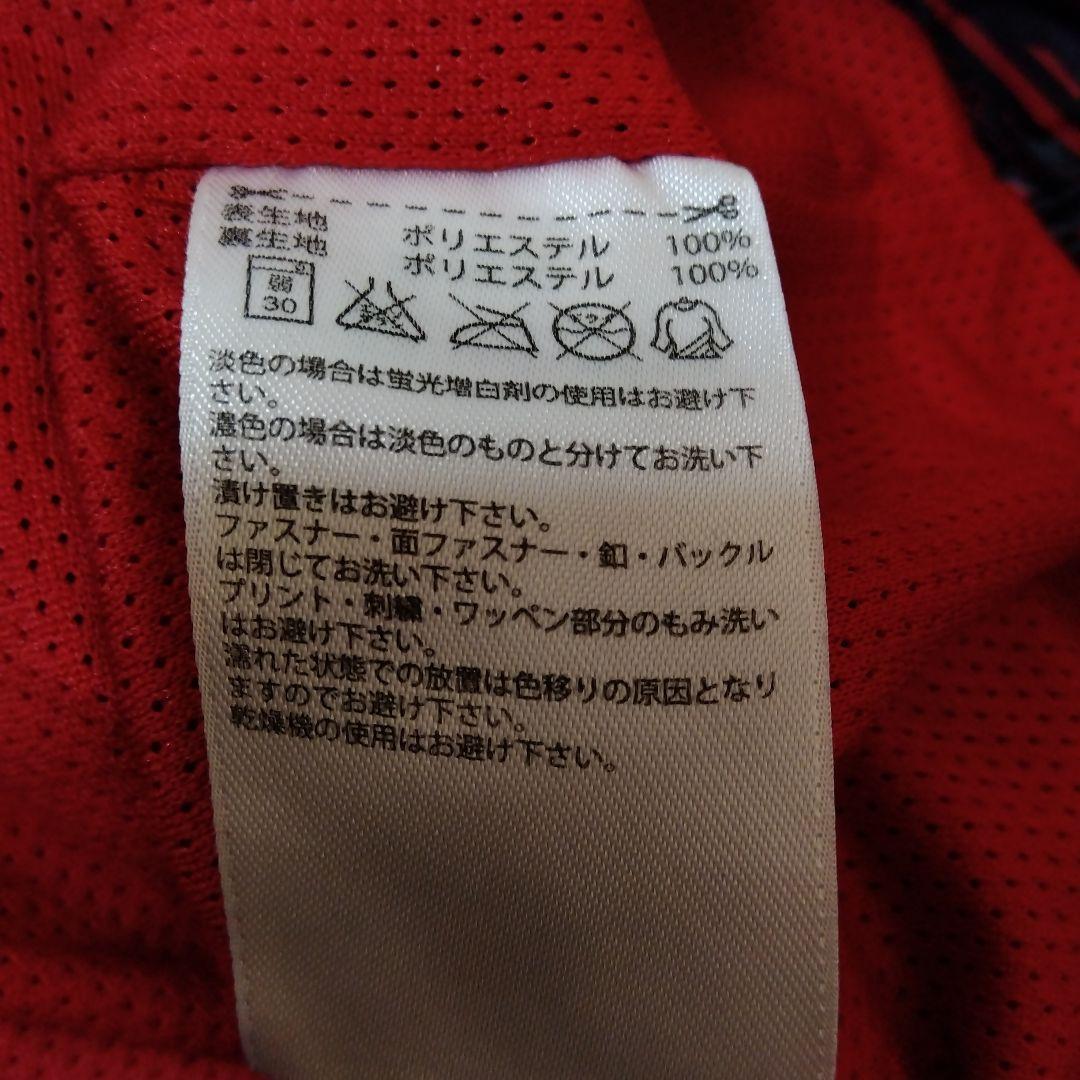 表生地 ポリエステル 100%
裏生地 ポリエステル 100%
弱
30
淡色の場合は蛍光増白剤の使用はお避け下
さい。
濃色の場合は淡色のものと分けてお洗い下
さい。
漬け置きはお避け下さい。
ファスナー・面ファスナー・釦・バックル
は閉じてお洗い下さい。
プリント・刺繍・ワッペン部分のもみ洗い
はお避け下さい。
濡れた状態での放置は色移りの原因となり
ますのでお避け下さい。
乾燥機の使用はお避け下さい。